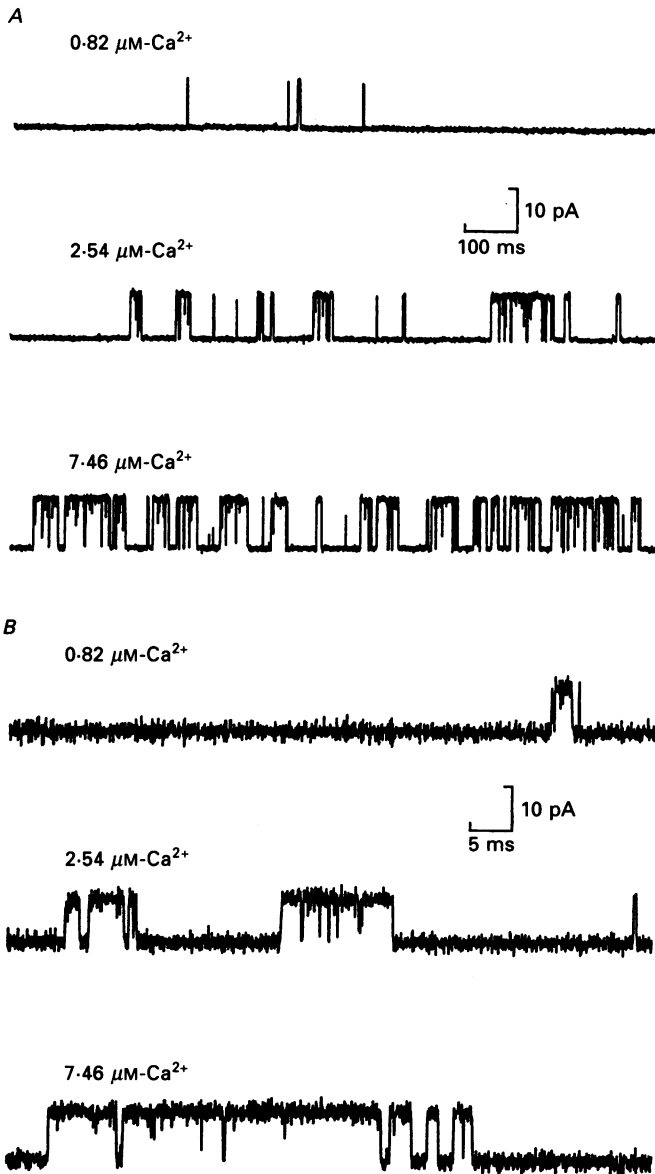 A
0·82 μM-Ca²⁺
10 pA
100 ms
2·54 μM-Ca²⁺
7·46 μM-Ca²⁺
B
0·82 μM-Ca²⁺
10 pA
5 ms
2·54 μM-Ca²⁺
7·46 μM-Ca²⁺